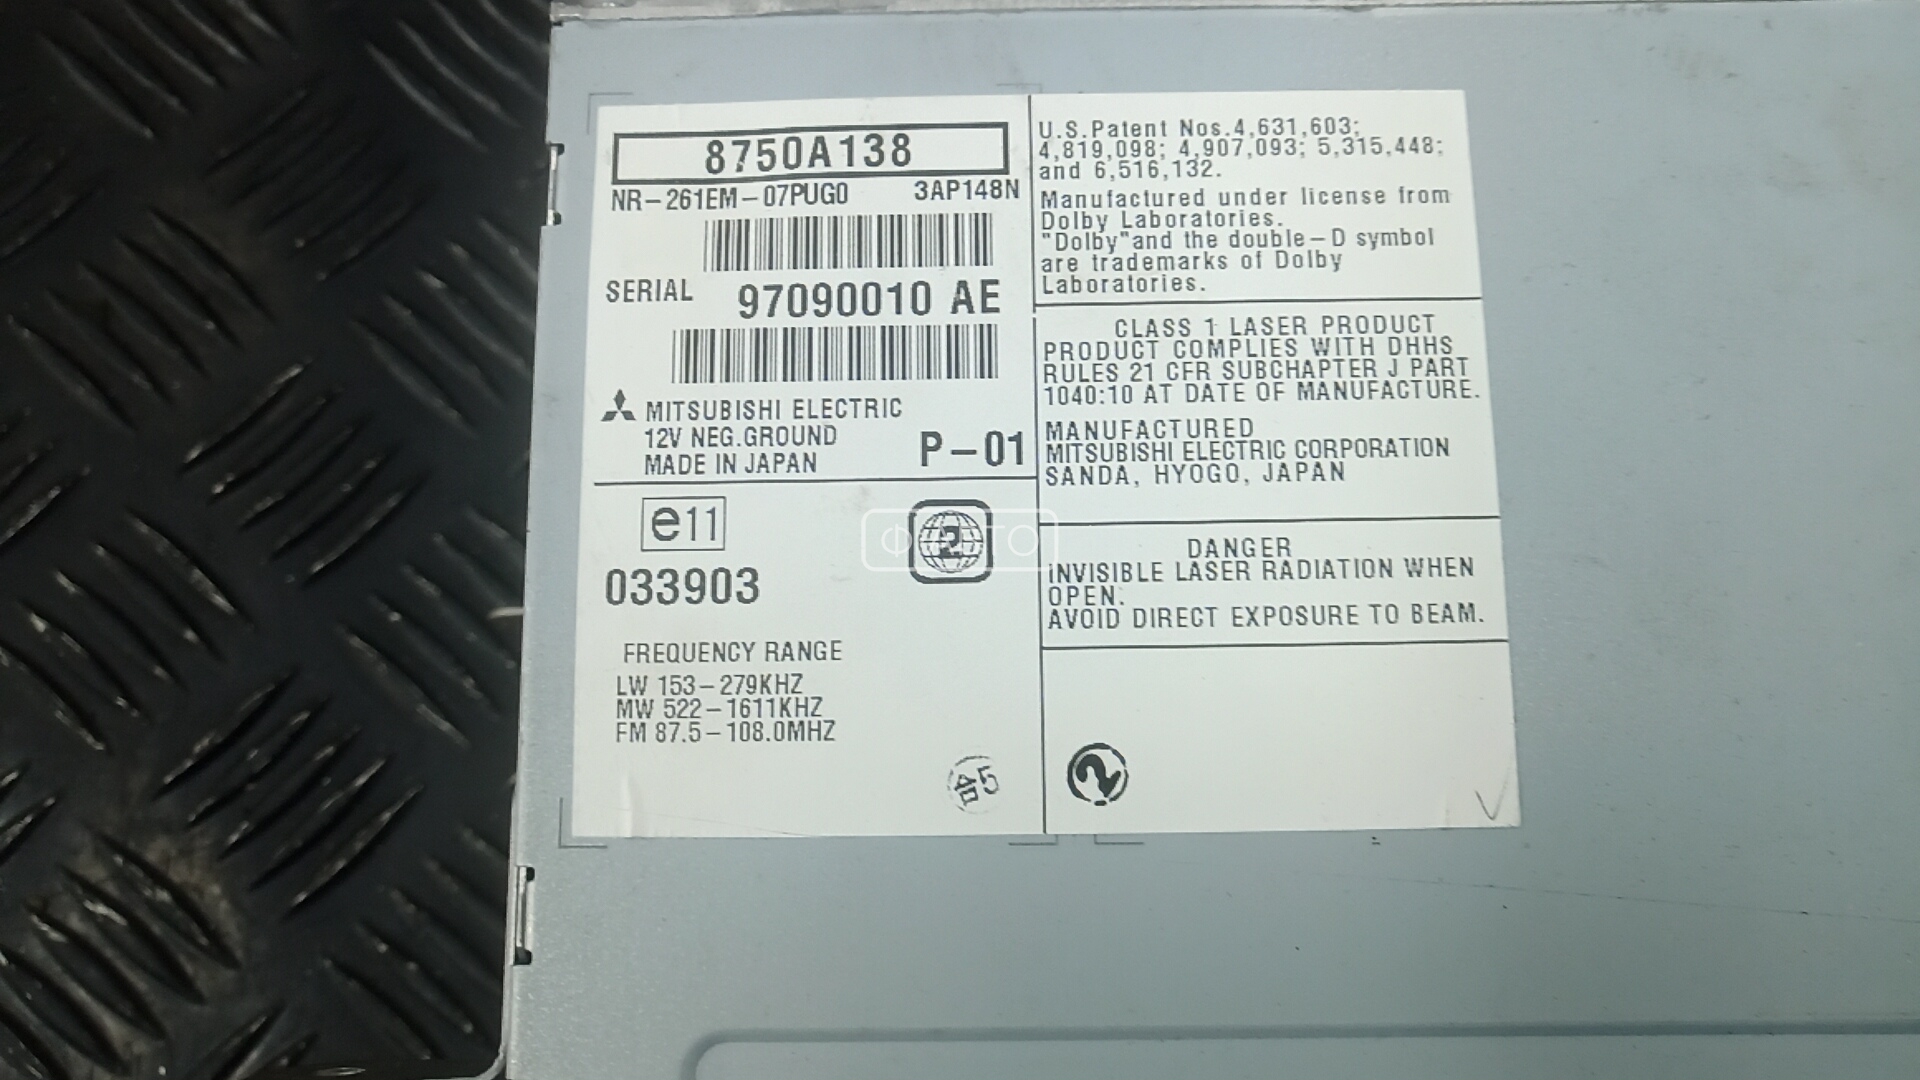 8750A138
NR-261EM-07PUG0 3AP148N
SERIAL 97090010 AE
MITSUBISHI ELECTRIC
12V NEG.GROUND
MADE IN JAPAN
P-01
e11
033903
2
FREQUENCY RANGE
LW 153-279KHZ
MW 522-1611KHZ
FM 87.5-108.0MHZ
合5
U.S.Patent Nos.4,631,603;
4,819,098; 4,907,093; 5,315,448;
and 6,516,132.
Manufactured under license from
Dolby Laboratories.
"Dolby"and the double-D symbol
are trademarks of Dolby
Laboratories.
CLASS 1 LASER PRODUCT
PRODUCT COMPLIES WITH DHHS
RULES 21 CFR SUBCHAPTER J PART
1040:10 AT DATE OF MANUFACTURE.
MANUFACTURED
MITSUBISHI ELECTRIC CORPORATION
SANDA, HYOGO, JAPAN
DANGER
INVISIBLE LASER RADIATION WHEN
OPEN.
AVOID DIRECT EXPOSURE TO BEAM.
2